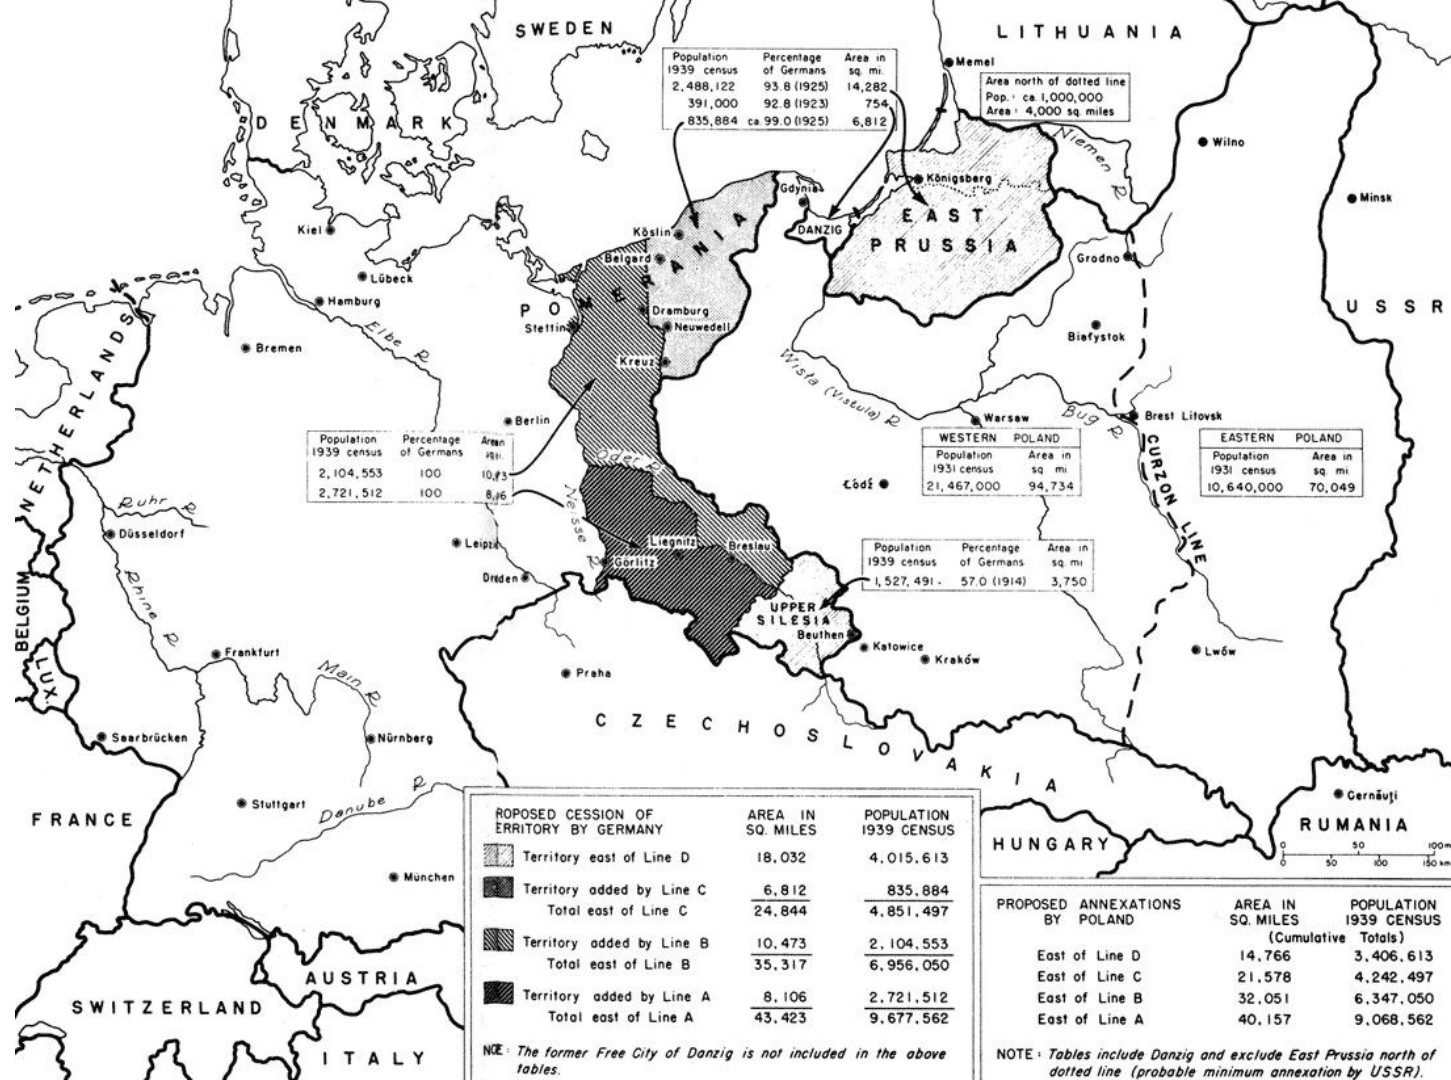 SWEDEN
LITHUANIA
DENMARK
Population Percentage Area in
1939 census of Germans sq. mi.
2,488,122 93.8 (1925) 14,282
391,000 92.8 (1923) 754
835,884 ca. 99.0 (1925) 6,812
Memel
Area north of dotted line
Pop. ca. 1,000,000
Area 4,000 sq. miles
Wilno
Niemen R
Minsk
Gdynia
Königsberg
EAST
PRUSSIA
DANZIG
Kiel
Köslin
Belgard
POMERANIA
Grodno
Lübeck
Hamburg
Elbe R
Dramburg
Stettin
Neuwedell
USSR
Bremen
Białystok
Kreuz
NETHERLANDS
Wista (Vistula) R
Berlin
Warsaw
Bug R
Brest Litovsk
CURZON LINE
Population Percentage
1939 census of Germans
2,104,553 100
2,721,512 100
WESTERN POLAND
Population Area in
1931 census sq mi
21,467,000 94,734
EASTERN POLAND
Population Area in
1931 census sq. mi
10,640,000 70,049
Oder R
Łódź
Neisse R
Ruhr R
Düsseldorf
Liegnitz
Breslau
Görlitz
Population Percentage Area in
1939 census of Germans sq. mi
1,527,491 57.0 (1914) 3,750
BELGIUM
Rhine R
UPPER
SILESIA
Beuthen
Katowice
Kraków
Lwów
LUX.
Frankfurt
Main R
Praha
CZECHOSLOVAKIA
Saarbrücken
Nürnberg
Stuttgart
Danube R
FRANCE
München
Cernăuţi
RUMANIA
HUNGARY
0 50 100 m
0 50 100 150 km
SWITZERLAND
AUSTRIA
ITALY
ROPOSED CESSION OF AREA IN POPULATION
ERRITORY BY GERMANY SQ. MILES 1939 CENSUS
Territory east of Line D 18,032 4,015,613
Territory added by Line C 6,812 835,884
Total east of Line C 24,844 4,851,497
Territory added by Line B 10,473 2,104,553
Total east of Line B 35,317 6,956,050
Territory added by Line A 8,106 2,721,512
Total east of Line A 43,423 9,677,562
The former Free City of Danzig is not included in the above
tables.
PROPOSED ANNEXATIONS AREA IN POPULATION
BY POLAND SQ. MILES 1939 CENSUS
(Cumulative Totals)
East of Line D 14,766 3,406,613
East of Line C 21,578 4,242,497
East of Line B 32,051 6,347,050
East of Line A 40,157 9,068,562
NOTE: Tables include Danzig and exclude East Prussia north of
dotted line (probable minimum annexation by USSR).